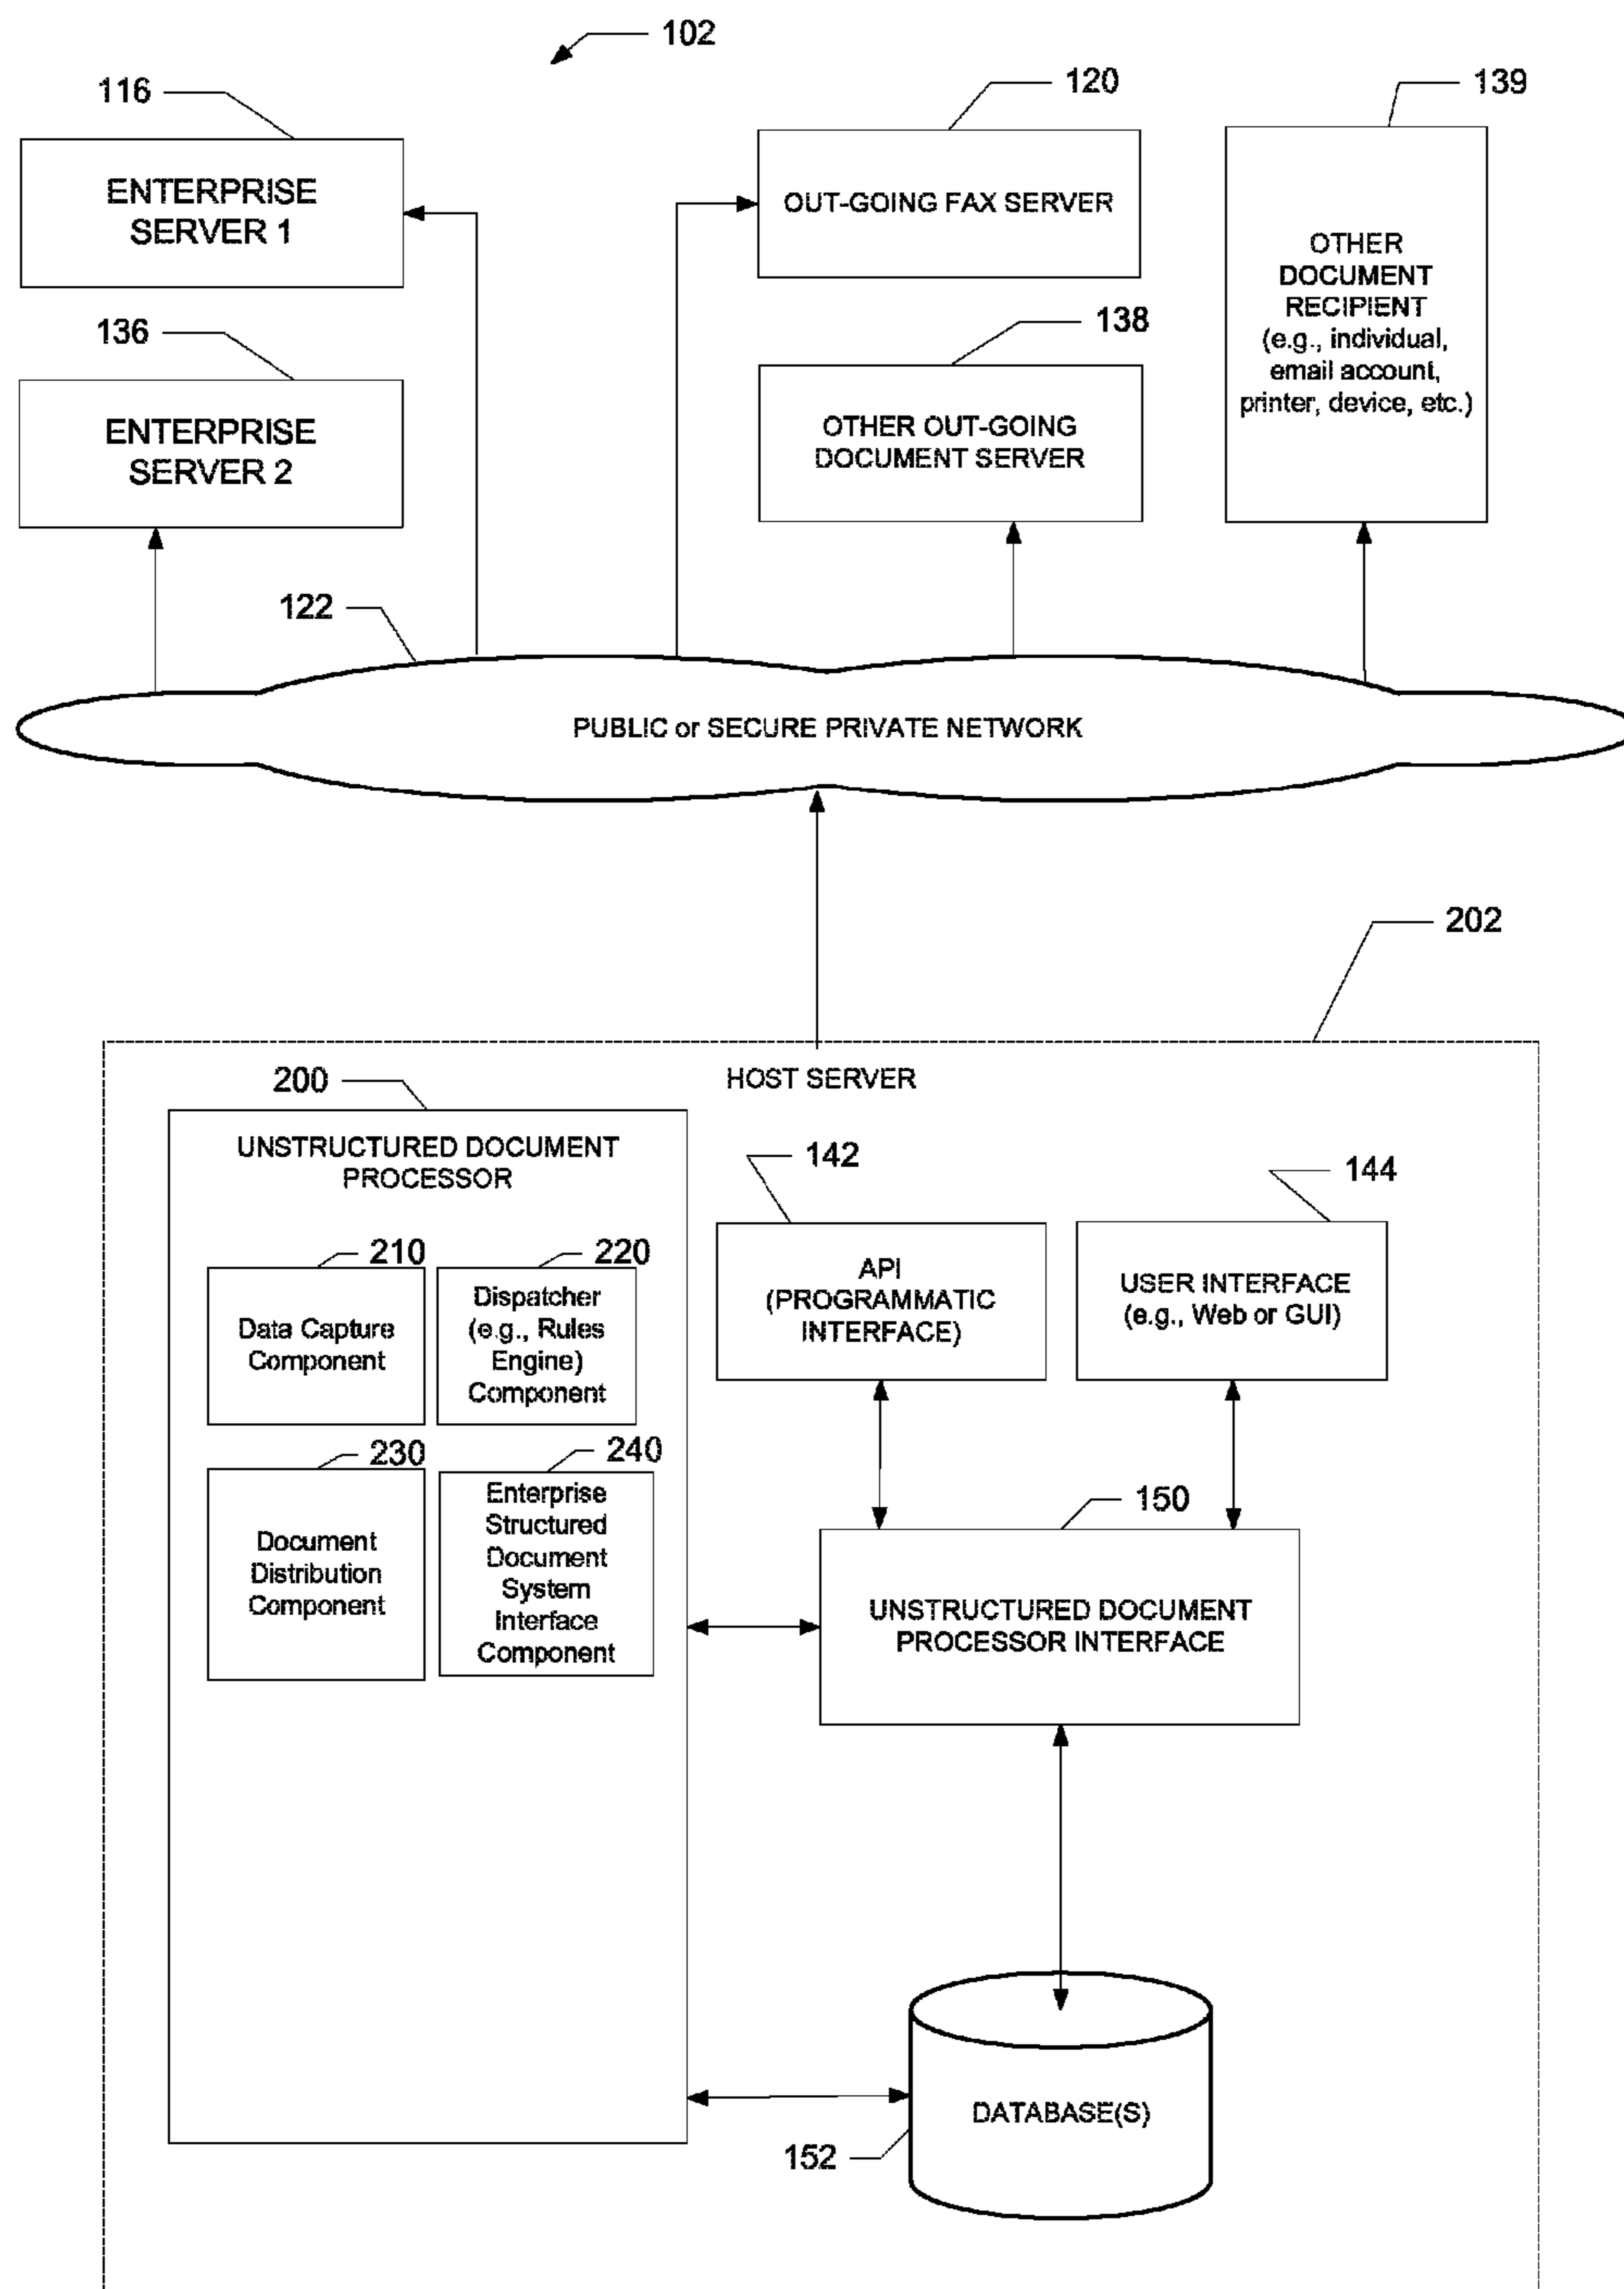 102
116
120
139
ENTERPRISE
SERVER 1
OUT-GOING FAX SERVER
OTHER
DOCUMENT
RECIPIENT
(e.g., individual,
email account,
printer, device, etc.)
136
138
ENTERPRISE
SERVER 2
OTHER OUT-GOING
DOCUMENT SERVER
122
PUBLIC or SECURE PRIVATE NETWORK
202
HOST SERVER
200
UNSTRUCTURED DOCUMENT
PROCESSOR
142
144
210
220
Data Capture
Component
Dispatcher
(e.g., Rules
Engine)
Component
API
(PROGRAMMATIC
INTERFACE)
USER INTERFACE
(e.g., Web or GUI)
230
240
Document
Distribution
Component
Enterprise
Structured
Document
System
Interface
Component
150
UNSTRUCTURED DOCUMENT
PROCESSOR INTERFACE
DATABASE(S)
152